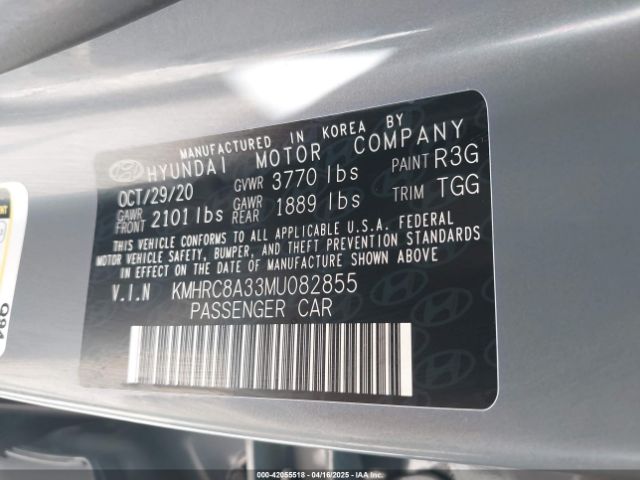 MANUFACTURED IN KOREA BY
HYUNDAI MOTOR COMPANY
OCT/29/20 GVWR 3770 lbs PAINT R3G
GAWR FRONT 2101 lbs GAWR REAR 1889 lbs TRIM TGG
THIS VEHICLE CONFORMS TO ALL APPLICABLE U.S.A. FEDERAL
MOTOR VEHICLE SAFETY, BUMPER, AND THEFT PREVENTION STANDARDS
IN EFFECT ON THE DATE OF MANUFACTURE SHOWN ABOVE
V.I.N KMHRC8A33MU082855
PASSENGER CAR
000-42055518 - 04/16/2025 - IAAI.COM